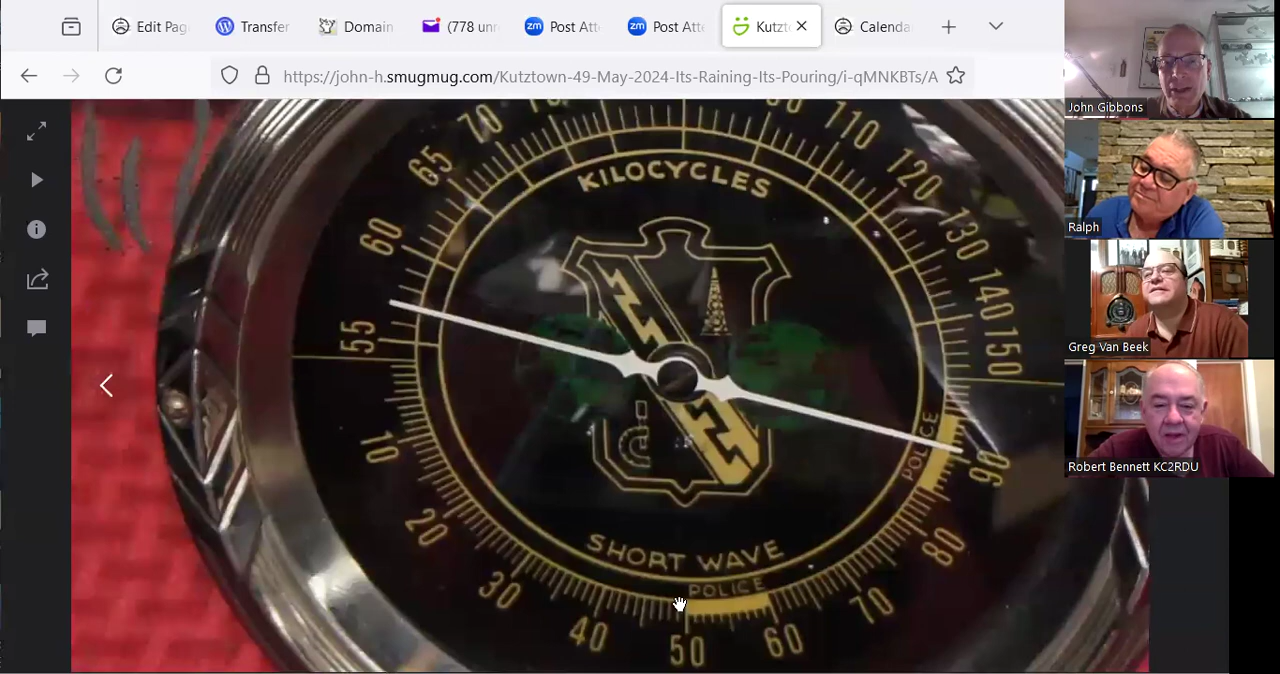 Edit Pag
Transfer
Domain
(778 unr
Post Att
Post Att
Kutzt
Calenda
https://john-h.smugmug.com/Kutztown-49-May-2024-Its-Raining-Its-Pouring/i-qMNKBTs/A
John Gibbons
Ralph
Greg Van Beek
Robert Bennett KC2RDU
55 60 65 70 110 120 130 140 150
KILOCYCLES
POLICE
SHORT WAVE
POLICE
10 20 30 40 50 60 70 80 90